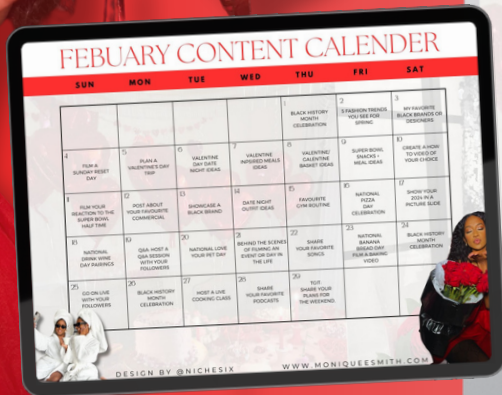 FEBUARY CONTENT CALENDER
SUN MON TUE WED THU FRI SAT
1
BLACK HISTORY
MONTH
CELEBRATION
2
3 FASHION TRENDS
YOU SEE FOR
SPRING
3
MY FAVORITE
BLACK BRANDS OR
DESIGNERS
4
FILM A
SUNDAY RESET
DAY
5
PLAN A
VALENTINE'S DAY
TRIP
6
VALENTINE
DAY DATE
NIGHT IDEAS
7
VALENTINE
INPSIRED MEALS
IDEAS
8
VALENTINE/
GALENTINE
BASKET IDEAS
9
SUPER BOWL
SNACKS +
MEAL IDEAS
10
CREATE A HOW
TO VIDEO OF
YOUR CHOICE
11
FILM YOUR
REACTION TO THE
SUPER BOWL
HALF TIME
12
POST ABOUT
YOUR FAVOURITE
COMMERCIAL
13
SHOWCASE A
BLACK BRAND
14
DATE NIGHT
OUTFIT IDEAS
15
FAVOURITE
GYM ROUTINE
16
NATIONAL
PIZZA
DAY
CELEBRATION
17
SHOW YOUR
2024 IN A
PICTURE SLIDE
18
NATIONAL
DRINK WINE
DAY PAIRINGS
19
Q&A: HOST A
Q&A SESSION
WITH YOUR
FOLLOWERS
20
NATIONAL LOVE
YOUR PET DAY
21
BEHIND THE SCENES
OF FILMING AN
EVENT OR DAY IN
THE LIFE
22
SHARE
YOUR FAVORITE
SONGS
23
NATIONAL
BANANA
BREAD DAY
FILM A BAKING
VIDEO
24
BLACK HISTORY
MONTH
CELEBRATION
25
GO ON LIVE
WITH YOUR
FOLLOWERS
26
BLACK HISTORY
MONTH
CELEBRATION
27
HOST A LIVE
COOKING CLASS
28
SHARE
YOUR FAVORITE
PODCASTS
29
SHARE YOUR
PLANS FOR
THE WEEKEND.
DESIGN BY @NICHESIX
WWW.MONIQUEESMITH.COM